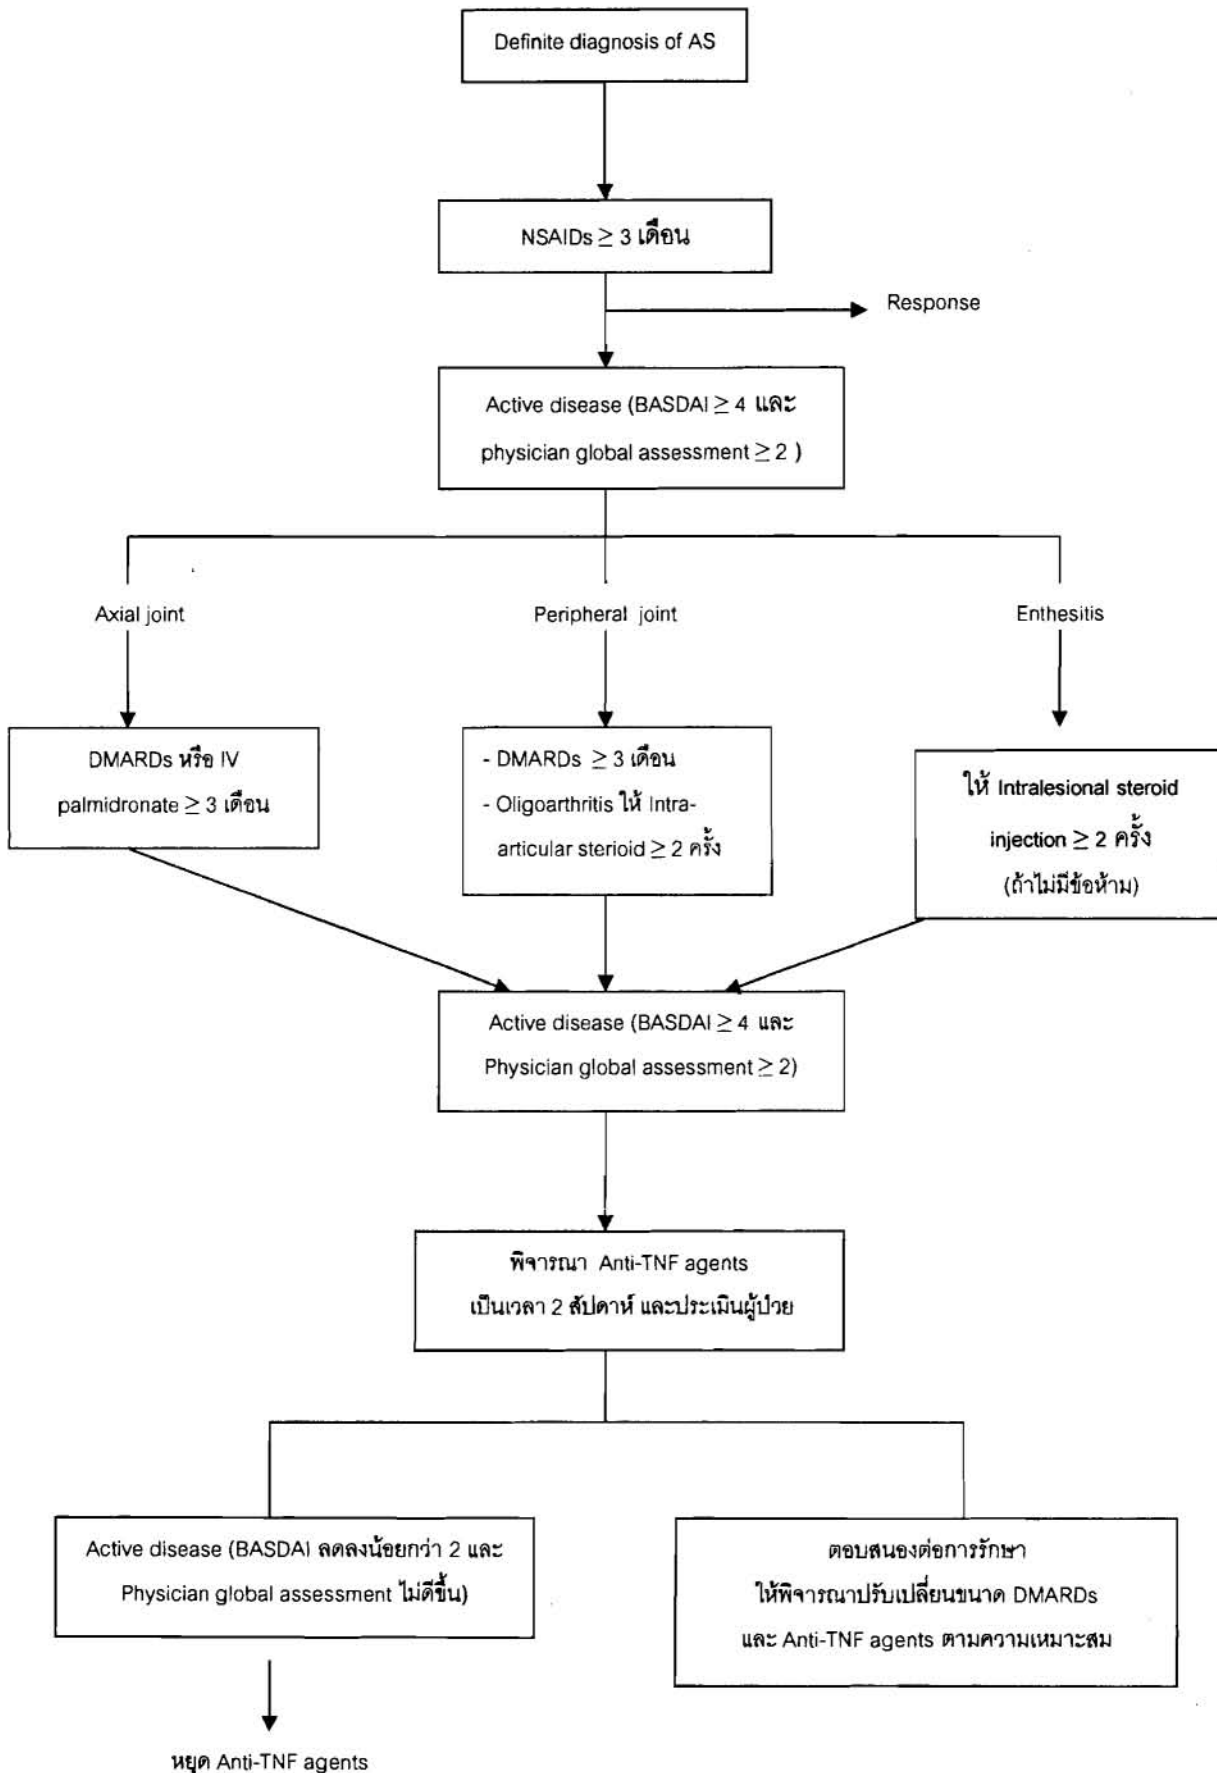 Definite diagnosis of AS
NSAIDs ≥ 3 เดือน
Response
Active disease (BASDAI ≥ 4 และ
physician global assessment ≥ 2 )
Axial joint
Peripheral joint
Enthesitis
DMARDs หรือ IV
palmidronate ≥ 3 เดือน
- DMARDs ≥ 3 เดือน
- Oligoarthritis ให้ Intra-
articular sterioid ≥ 2 ครั้ง
ให้ Intralesional steroid
injection ≥ 2 ครั้ง
(ถ้าไม่มีข้อห้าม)
Active disease (BASDAI ≥ 4 และ
Physician global assessment ≥ 2)
พิจารณา Anti-TNF agents
เป็นเวลา 2 สัปดาห์ และประเมินผู้ป่วย
Active disease (BASDAI ลดลงน้อยกว่า 2 และ
Physician global assessment ไม่ดีขึ้น)
ตอบสนองต่อการรักษา
ให้พิจารณาปรับเปลี่ยนขนาด DMARDs
และ Anti-TNF agents ตามความเหมาะสม
หยุด Anti-TNF agents